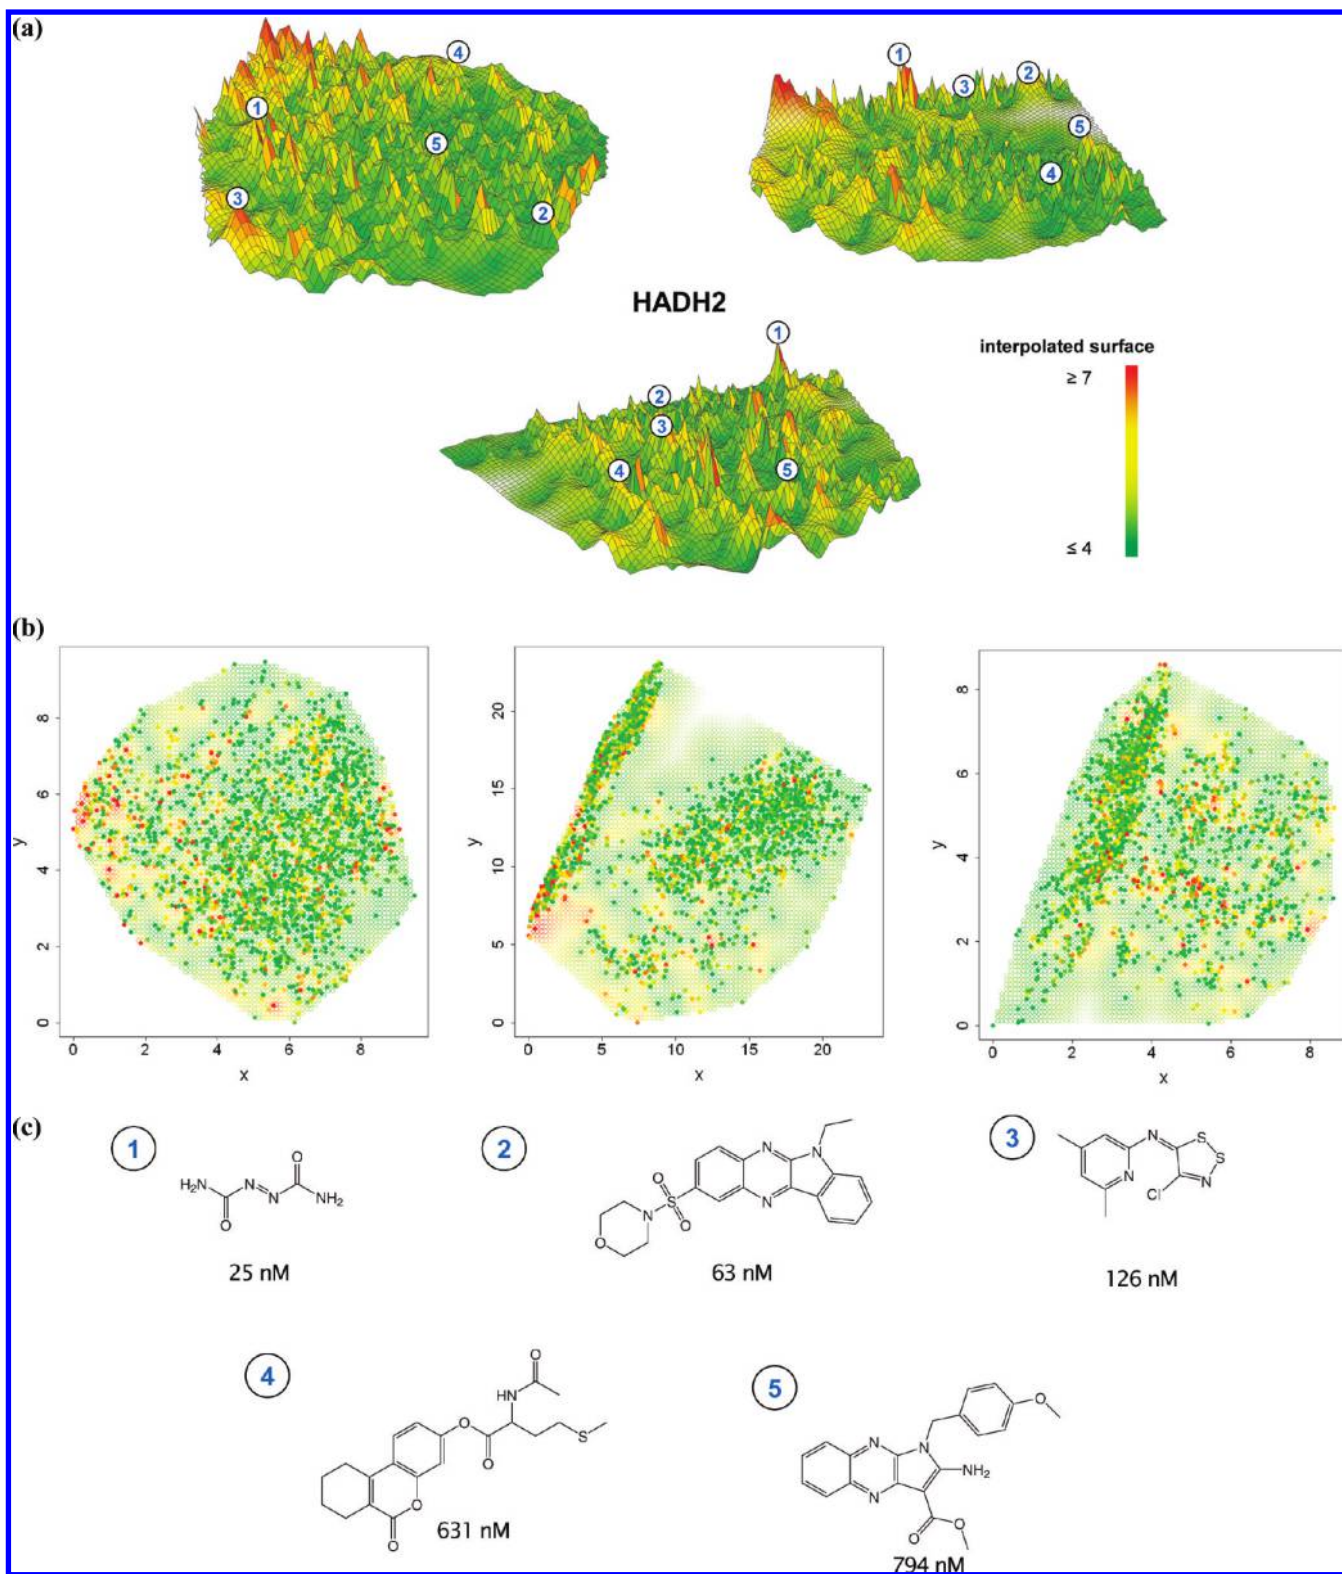 (a)
4
1
5
3
2
1
2
3
5
4
HADH2
1
2
3
4
5
interpolated surface
≥ 7
≤ 4
(b)
y
8
6
4
2
0
0 2 4 6 8
x
y
20
15
10
5
0
0 5 10 15 20
x
y
8
6
4
2
0
0 2 4 6 8
x
(c)
1
O
H₂N N N NH₂
O
25 nM
2
N N
O N
N S
O O
63 nM
3
N S
S
N Cl N
126 nM
4
O
HN
O
O S
O
O
631 nM
5
O
N N
NH₂
N
O O
794 nM